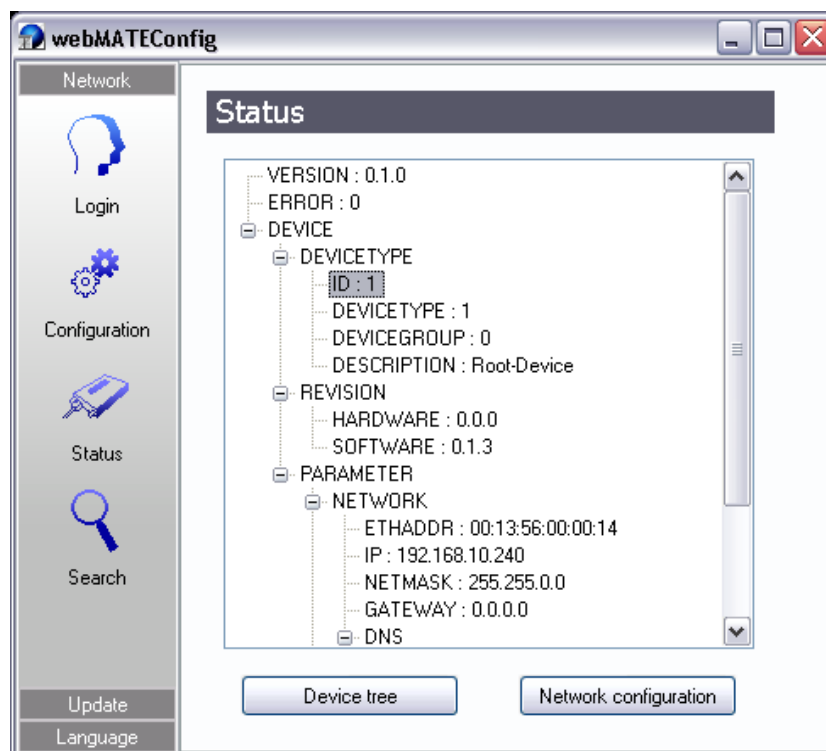 webMATEConfig
Network
Login
Configuration
Status
Search
Update
Language
Status
VERSION : 0.1.0
ERROR : 0
DEVICE
DEVICETYPE
ID : 1
DEVICETYPE : 1
DEVICEGROUP : 0
DESCRIPTION : Root-Device
REVISION
HARDWARE : 0.0.0
SOFTWARE : 0.1.3
PARAMETER
NETWORK
ETHADDR : 00:13:56:00:00:14
IP : 192.168.10.240
NETMASK : 255.255.0.0
GATEWAY : 0.0.0.0
DNS
Device tree
Network configuration